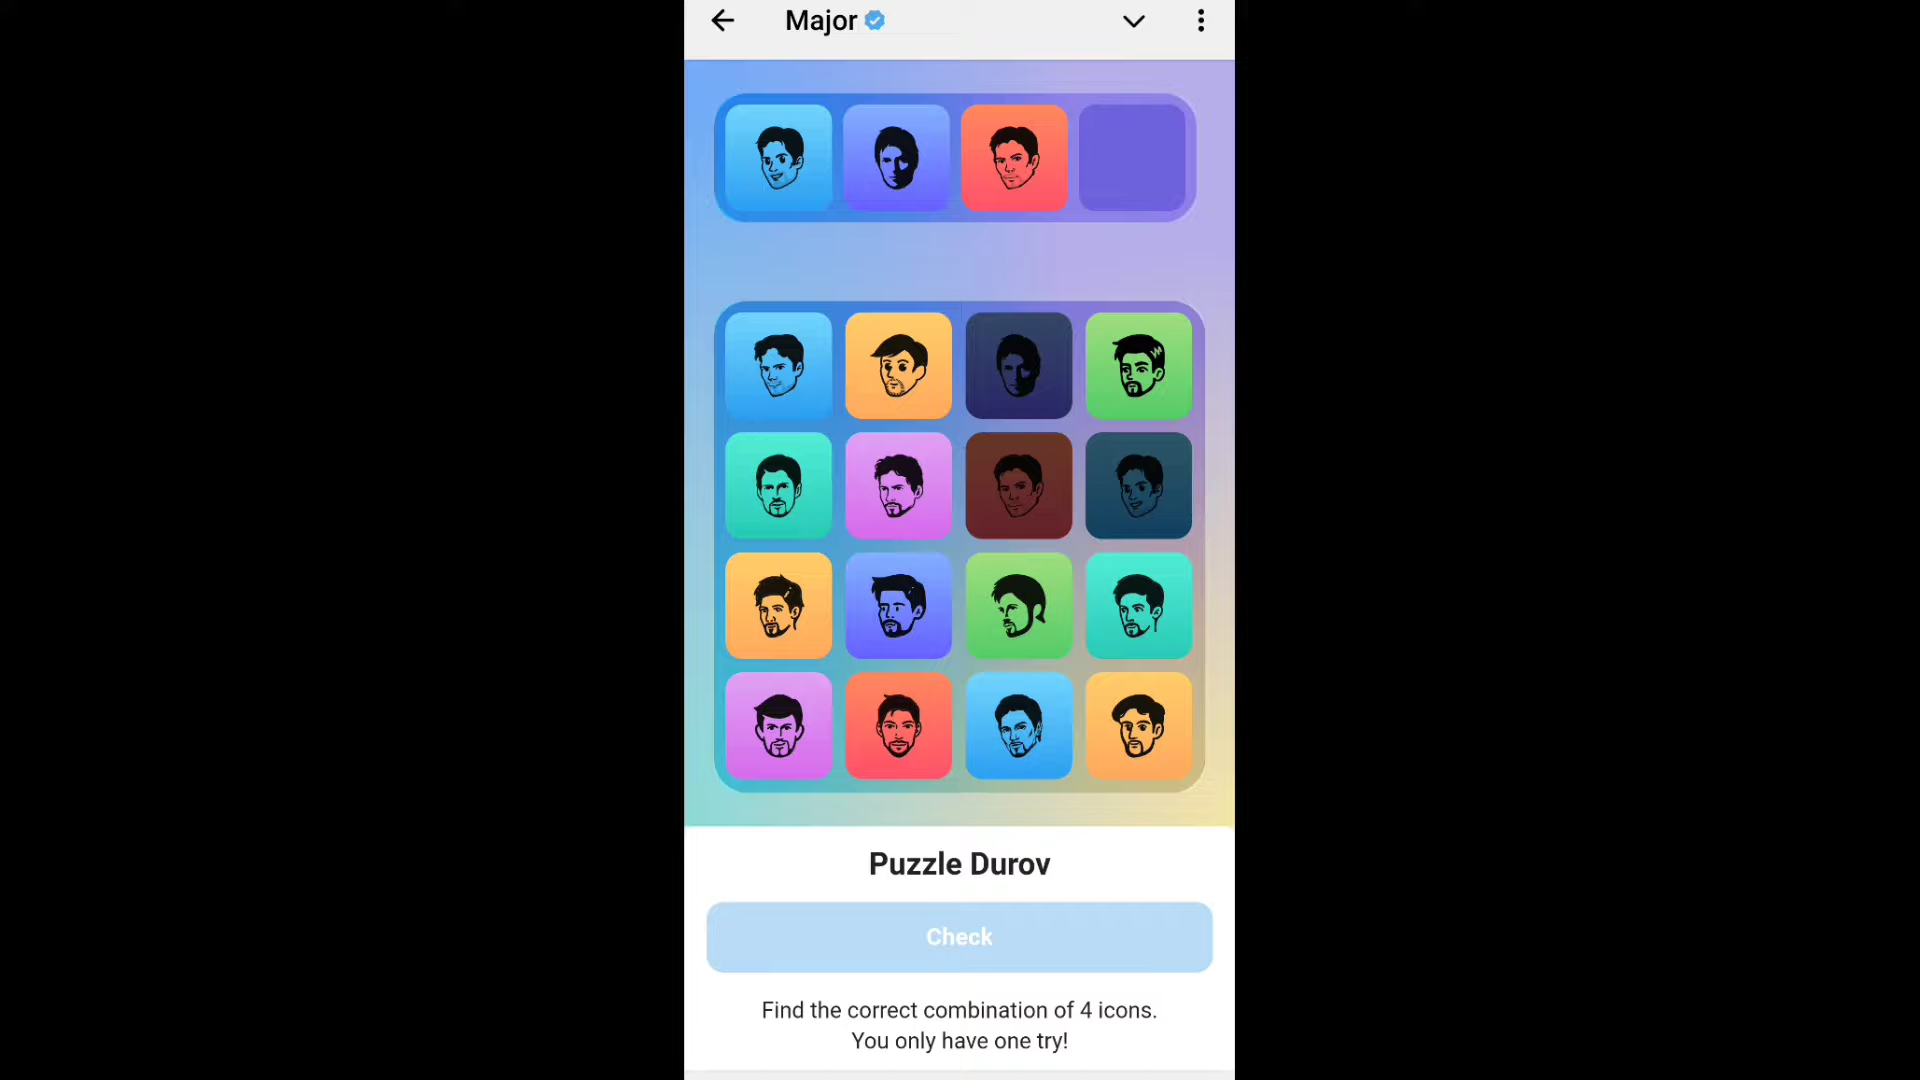 Major
Puzzle Durov
Check
Find the correct combination of 4 icons.
You only have one try!